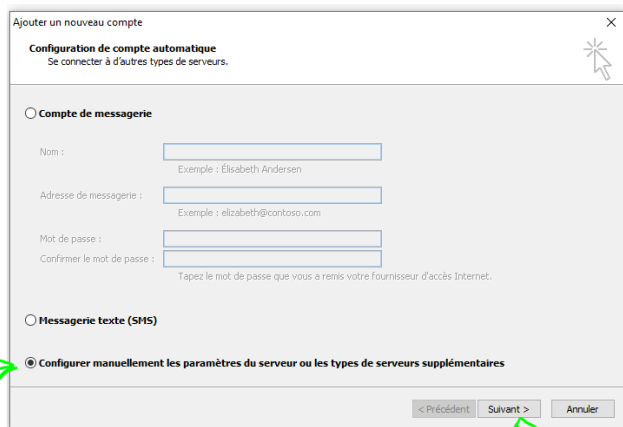 Ajouter un nouveau compte
Configuration de compte automatique
Se connecter à d'autres types de serveurs.
Compte de messagerie
Nom :
Exemple : Élisabeth Andersen
Adresse de messagerie :
Exemple : elizabeth@contoso.com
Mot de passe :
Confirmer le mot de passe :
Tapez le mot de passe que vous a remis votre fournisseur d'accès Internet.
Messagerie texte (SMS)
Configurer manuellement les paramètres du serveur ou les types de serveurs supplémentaires
< Précédent Suivant > Annuler